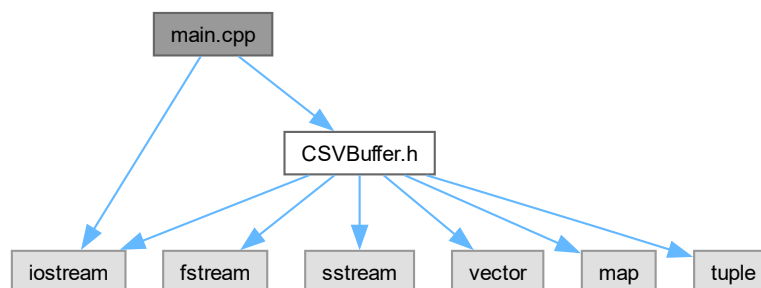 main.cpp
CSVBuffer.h
iostream
fstream
sstream
vector
map
tuple